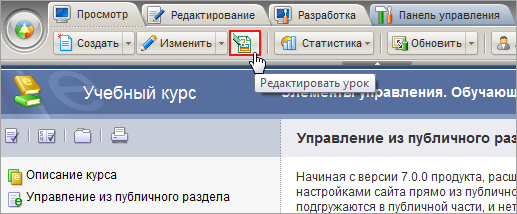 Просмотр Редактирование Разработка Панель управления
Создать Изменить Статистика Обновить
Редактировать урок
Учебный курс Элементы управления. Обучающ
Управление из публичного раз
Описание курса
Управление из публичного раздела
Начиная с версии 7.0.0 продукта, расш
настройками сайта прямо из публично
подгружаются в публичной части, и нет